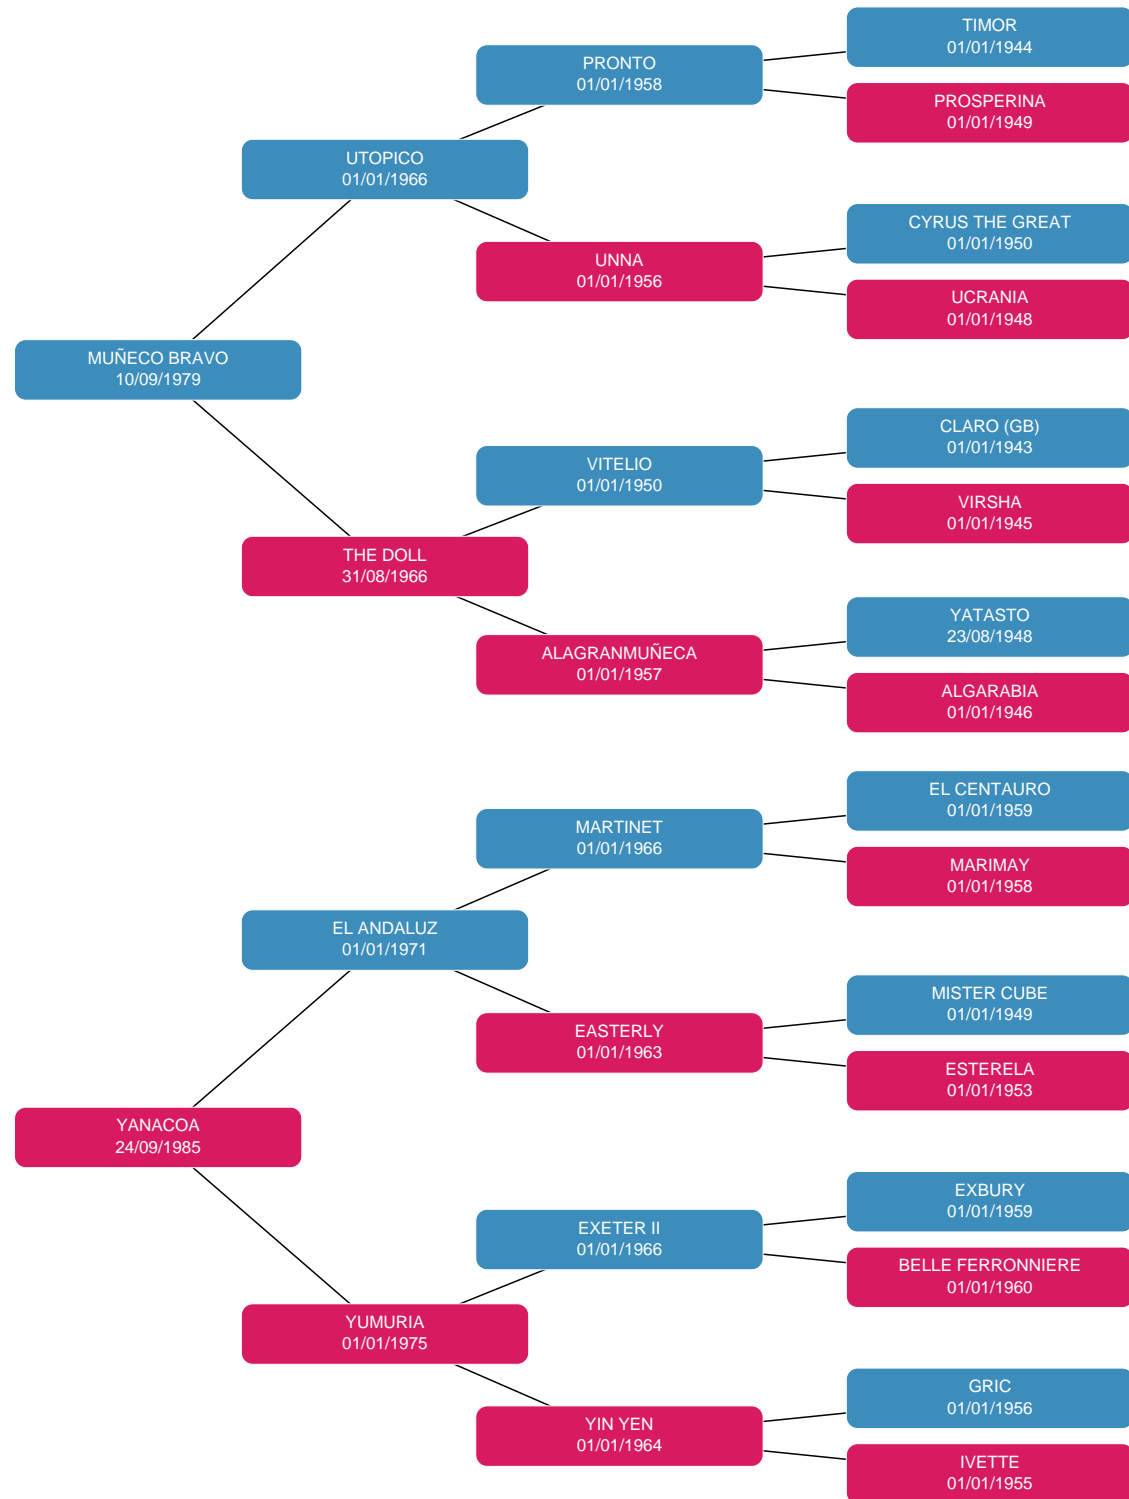 TIMOR
01/01/1944
PRONTO
01/01/1958
PROSPERINA
01/01/1949
UTOPICO
01/01/1966
CYRUS THE GREAT
01/01/1950
UNNA
01/01/1956
UCRANIA
01/01/1948
MUÑECO BRAVO
10/09/1979
CLARO (GB)
01/01/1943
VITELIO
01/01/1950
VIRSHA
01/01/1945
THE DOLL
31/08/1966
YATASTO
23/08/1948
ALAGRANMUÑECA
01/01/1957
ALGARABIA
01/01/1946
EL CENTAURO
01/01/1959
MARTINET
01/01/1966
MARIMAY
01/01/1958
EL ANDALUZ
01/01/1971
MISTER CUBE
01/01/1949
EASTERLY
01/01/1963
ESTERELA
01/01/1953
YANACOA
24/09/1985
EXBURY
01/01/1959
EXETER II
01/01/1966
BELLE FERRONNIERE
01/01/1960
YUMURIA
01/01/1975
GRIC
01/01/1956
YIN YEN
01/01/1964
IVETTE
01/01/1955